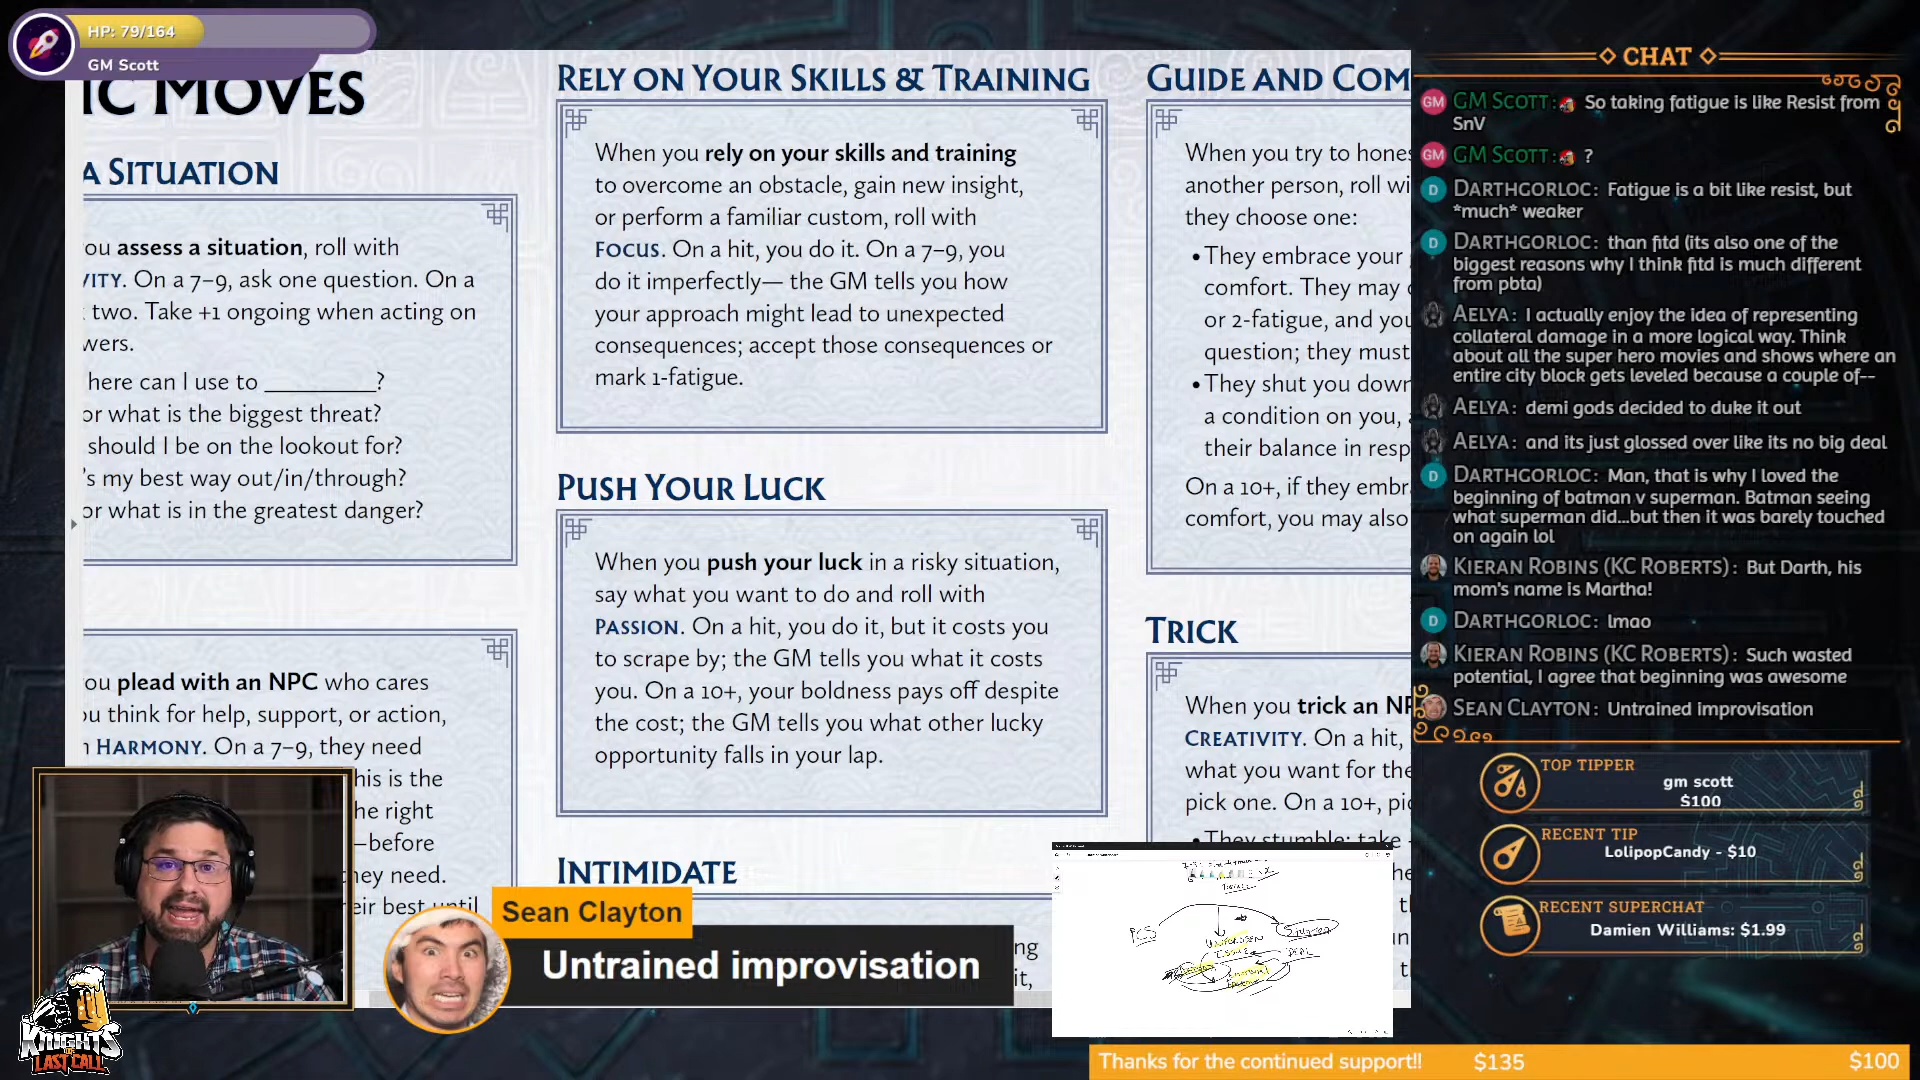 HP: 79/164
GM Scott
IC MOVES
A SITUATION
ou assess a situation, roll with
VITY. On a 7–9, ask one question. On a
two. Take +1 ongoing when acting on
wers.
here can I use to _________?
or what is the biggest threat?
should I be on the lookout for?
's my best way out/in/through?
or what is in the greatest danger?
ou plead with an NPC who cares
ou think for help, support, or action,
HARMONY. On a 7–9, they need
his is the
he right
—before
hey need.
eir best until
RELY ON YOUR SKILLS & TRAINING
When you rely on your skills and training
to overcome an obstacle, gain new insight,
or perform a familiar custom, roll with
FOCUS. On a hit, you do it. On a 7–9, you
do it imperfectly— the GM tells you how
your approach might lead to unexpected
consequences; accept those consequences or
mark 1-fatigue.
PUSH YOUR LUCK
When you push your luck in a risky situation,
say what you want to do and roll with
PASSION. On a hit, you do it, but it costs you
to scrape by; the GM tells you what it costs
you. On a 10+, your boldness pays off despite
the cost; the GM tells you what other lucky
opportunity falls in your lap.
INTIMIDATE
ng
it,
GUIDE AND COM
When you try to hones
another person, roll wi
they choose one:
• They embrace your
comfort. They may
or 2-fatigue, and you
question; they must
• They shut you down
a condition on you,
their balance in resp
On a 10+, if they embr
comfort, you may also
TRICK
When you trick an NP
CREATIVITY. On a hit,
what you want for the
pick one. On a 10+, pic
• They stumble; take
Sean Clayton
Untrained improvisation
KNIGHTS
OF
LAST CALL
PCS
CHAT
GM SCOTT: So taking fatigue is like Resist from
SnV
GM SCOTT: ?
DARTHGORLOC: Fatigue is a bit like resist, but
*much* weaker
DARTHGORLOC: than fitd (its also one of the
biggest reasons why I think fitd is much different
from pbta)
AELYA: I actually enjoy the idea of representing
collateral damage in a more logical way. Think
about all the super hero movies and shows where an
entire city block gets leveled because a couple of--
AELYA: demi gods decided to duke it out
AELYA: and its just glossed over like its no big deal
DARTHGORLOC: Man, that is why I loved the
beginning of batman v superman. Batman seeing
what superman did...but then it was barely touched
on again lol
KIERAN ROBINS (KC ROBERTS): But Darth, his
mom's name is Martha!
DARTHGORLOC: lmao
KIERAN ROBINS (KC ROBERTS): Such wasted
potential, I agree that beginning was awesome
SEAN CLAYTON: Untrained improvisation
TOP TIPPER
gm scott
$100
RECENT TIP
LolipopCandy - $10
RECENT SUPERCHAT
Damien Williams: $1.99
Thanks for the continued support!! $135 $100